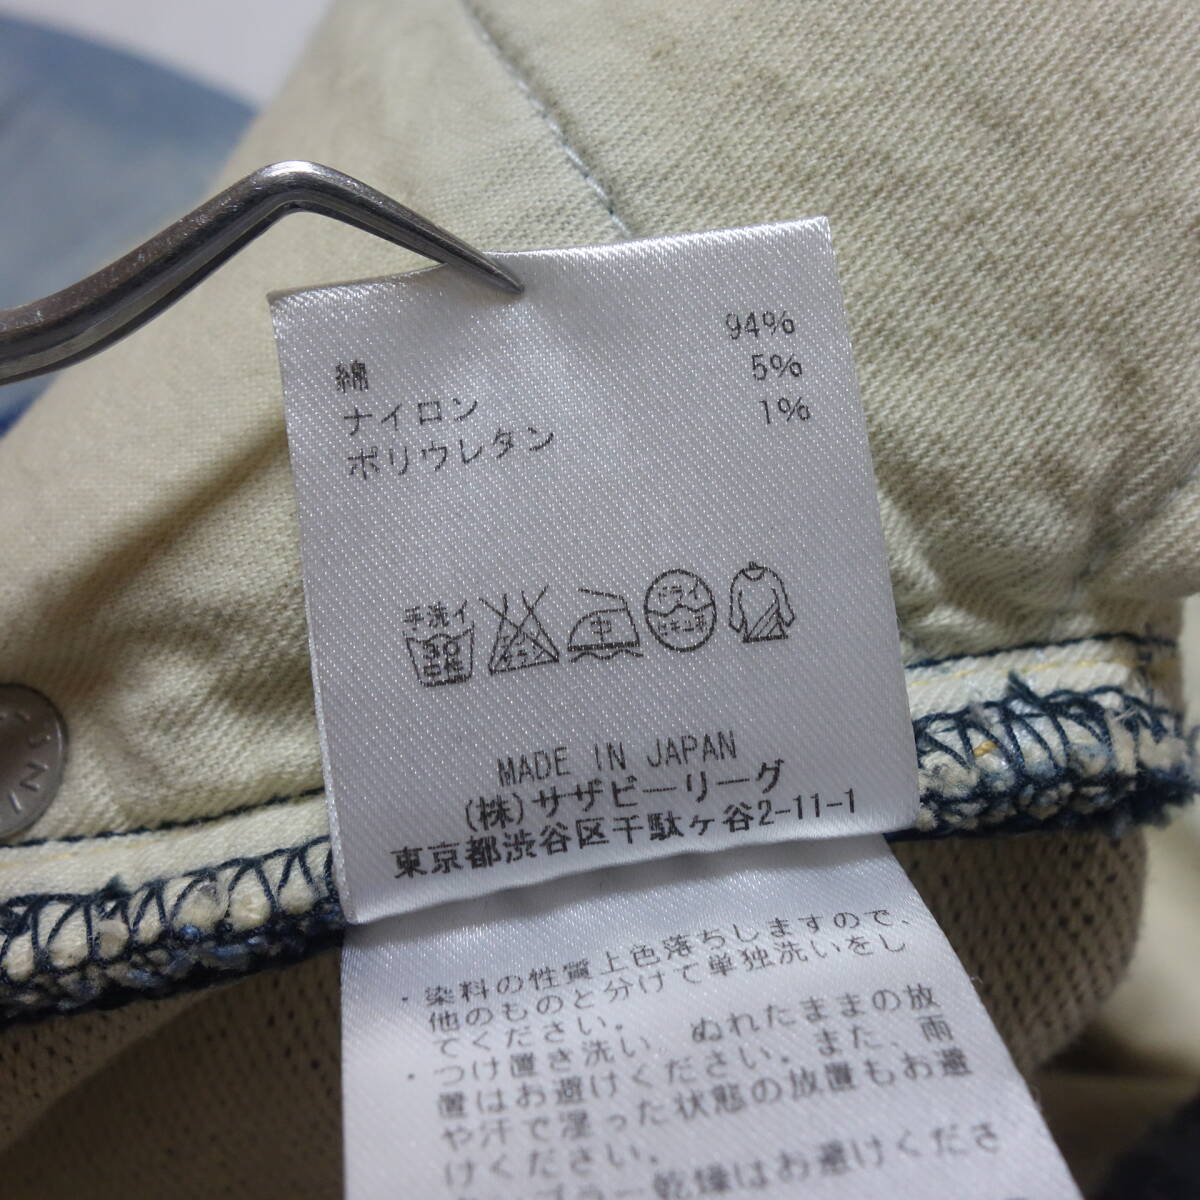 綿 94%
ナイロン 5%
ポリウレタン 1%
手洗イ
30
中
ドライ
MADE IN JAPAN
(株)サザビーリーグ
東京都渋谷区千駄ヶ谷2-11-1
・染料の性質上色落ちしますので、
他のものと分けて単独洗いをし
てください。
・つけ置き洗い、ぬれたままの放
置はお避けください。また、雨
や汗で湿った状態の放置もお避
けください。
乾燥はお避けくださ